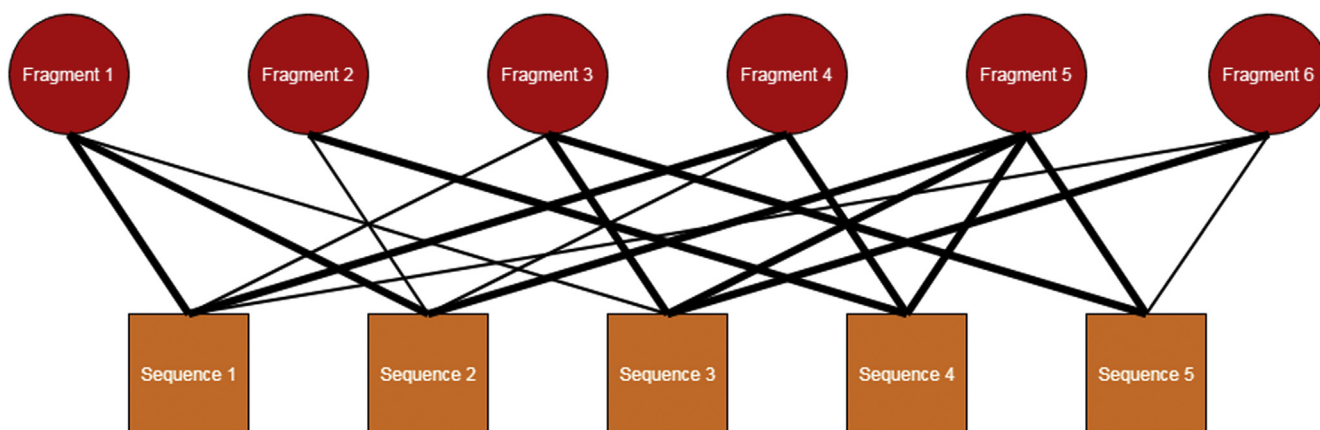 Fragment 1
Fragment 2
Fragment 3
Fragment 4
Fragment 5
Fragment 6
Sequence 1
Sequence 2
Sequence 3
Sequence 4
Sequence 5